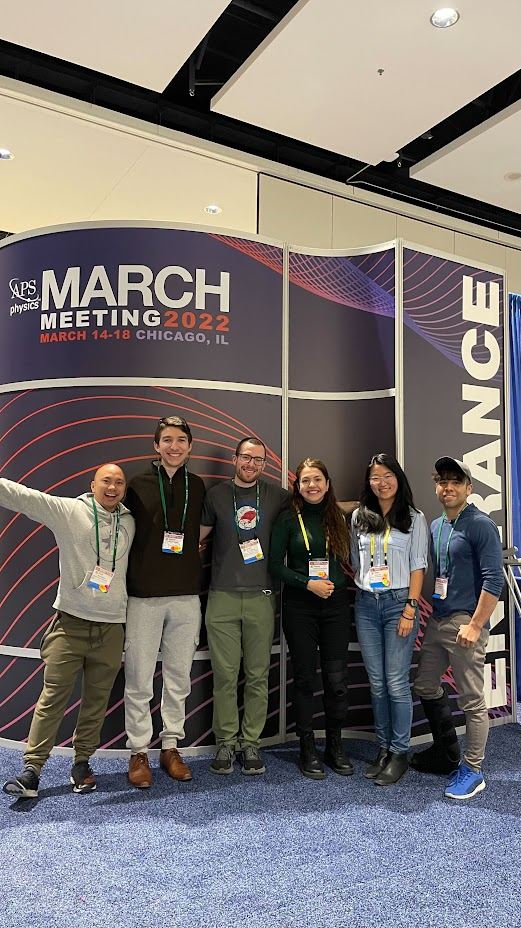 APS
physics
MARCH
MEETING 2022
MARCH 14-18 CHICAGO, IL
ENTRANCE